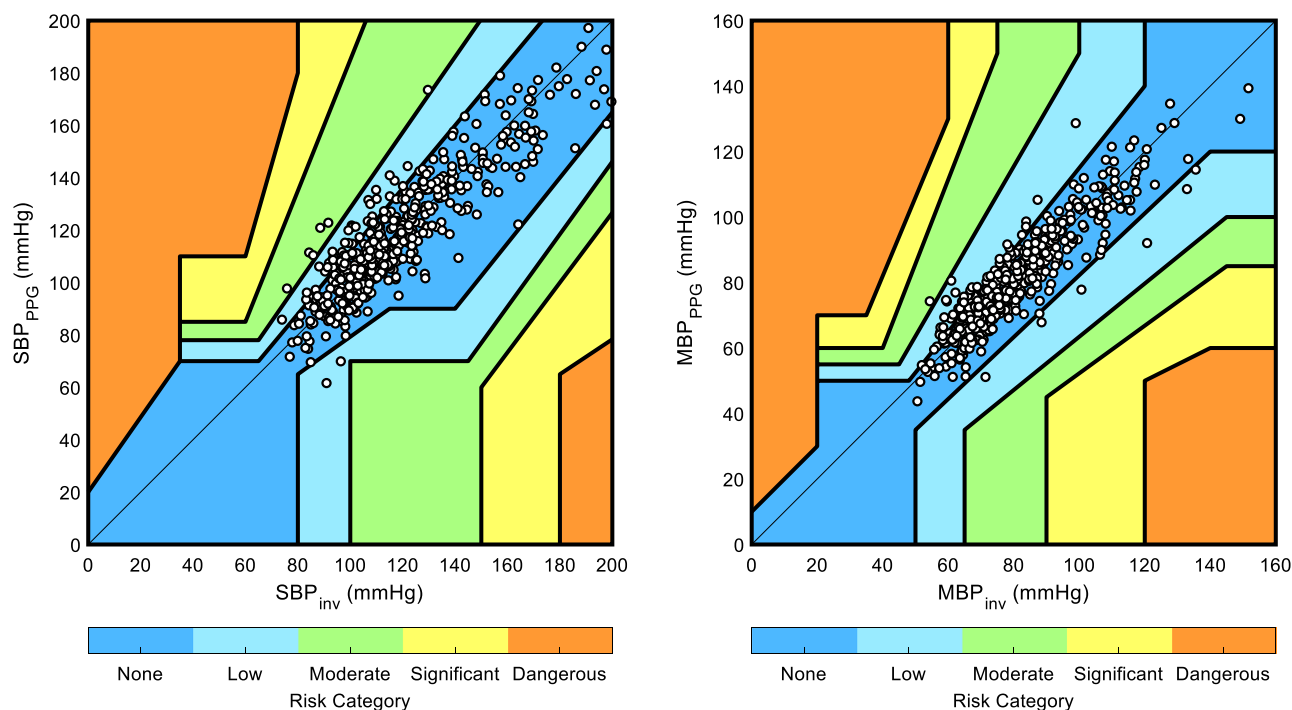 200
180
160
140
120
100
80
60
40
20
0
SBP_PPG (mmHg)
0 20 40 60 80 100 120 140 160 180 200
SBP_inv (mmHg)
None Low Moderate Significant Dangerous
Risk Category
160
140
120
100
80
60
40
20
0
MBP_PPG (mmHg)
0 20 40 60 80 100 120 140 160
MBP_inv (mmHg)
None Low Moderate Significant Dangerous
Risk Category